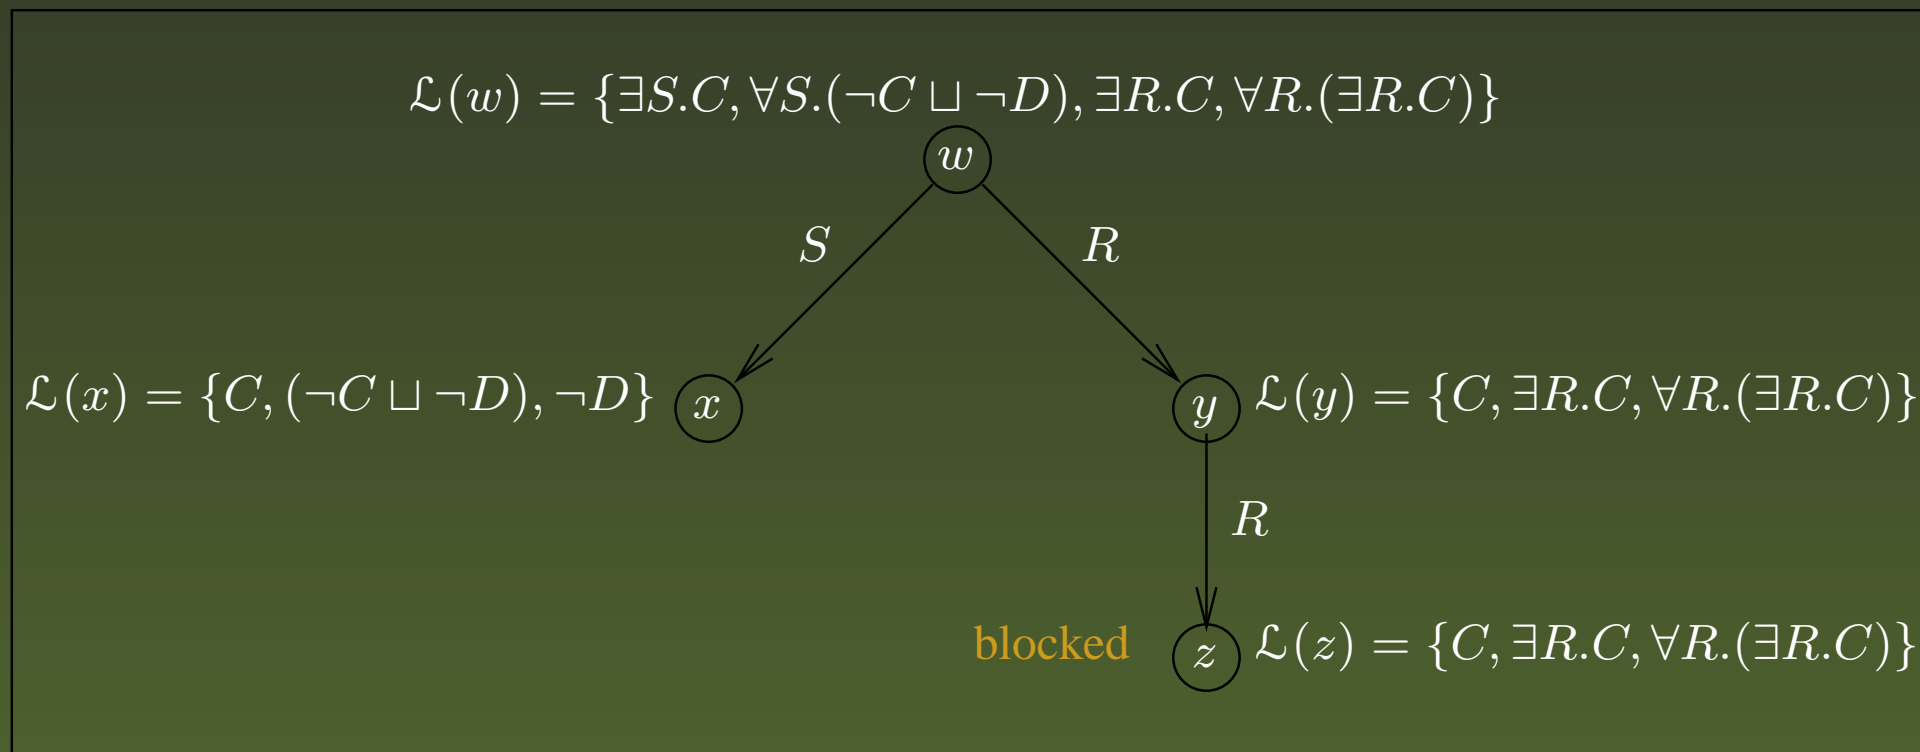 ℒ(w) = {∃S.C, ∀S.(¬C ⊔ ¬D), ∃R.C, ∀R.(∃R.C)}
w
S
R
ℒ(x) = {C, (¬C ⊔ ¬D), ¬D}
x
y
ℒ(y) = {C, ∃R.C, ∀R.(∃R.C)}
R
blocked
z
ℒ(z) = {C, ∃R.C, ∀R.(∃R.C)}